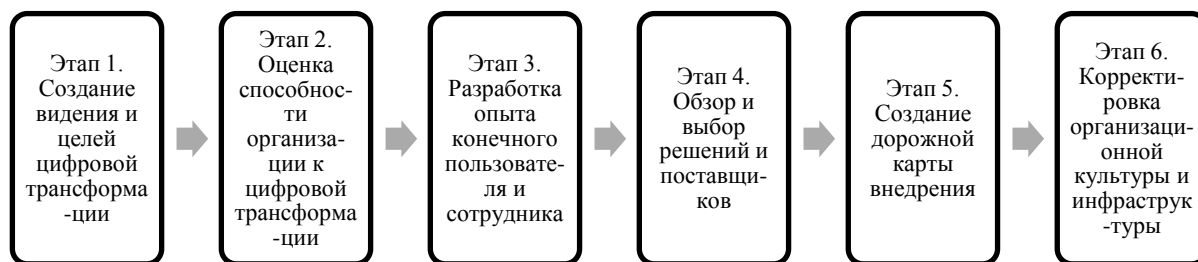 Этап 1.
Создание
видения и
целей
цифровой
трансформа
-ции
Этап 2.
Оценка
способнос-
ти
организа-
ции к
цифровой
трансформа
-ции
Этап 3.
Разработка
опыта
конечного
пользовате-
ля и
сотрудника
Этап 4.
Обзор и
выбор
решений и
поставщи-
ков
Этап 5.
Создание
дорожной
карты
внедрения
Этап 6.
Корректи-
ровка
организаци-
онной
культуры и
инфраструк
-туры